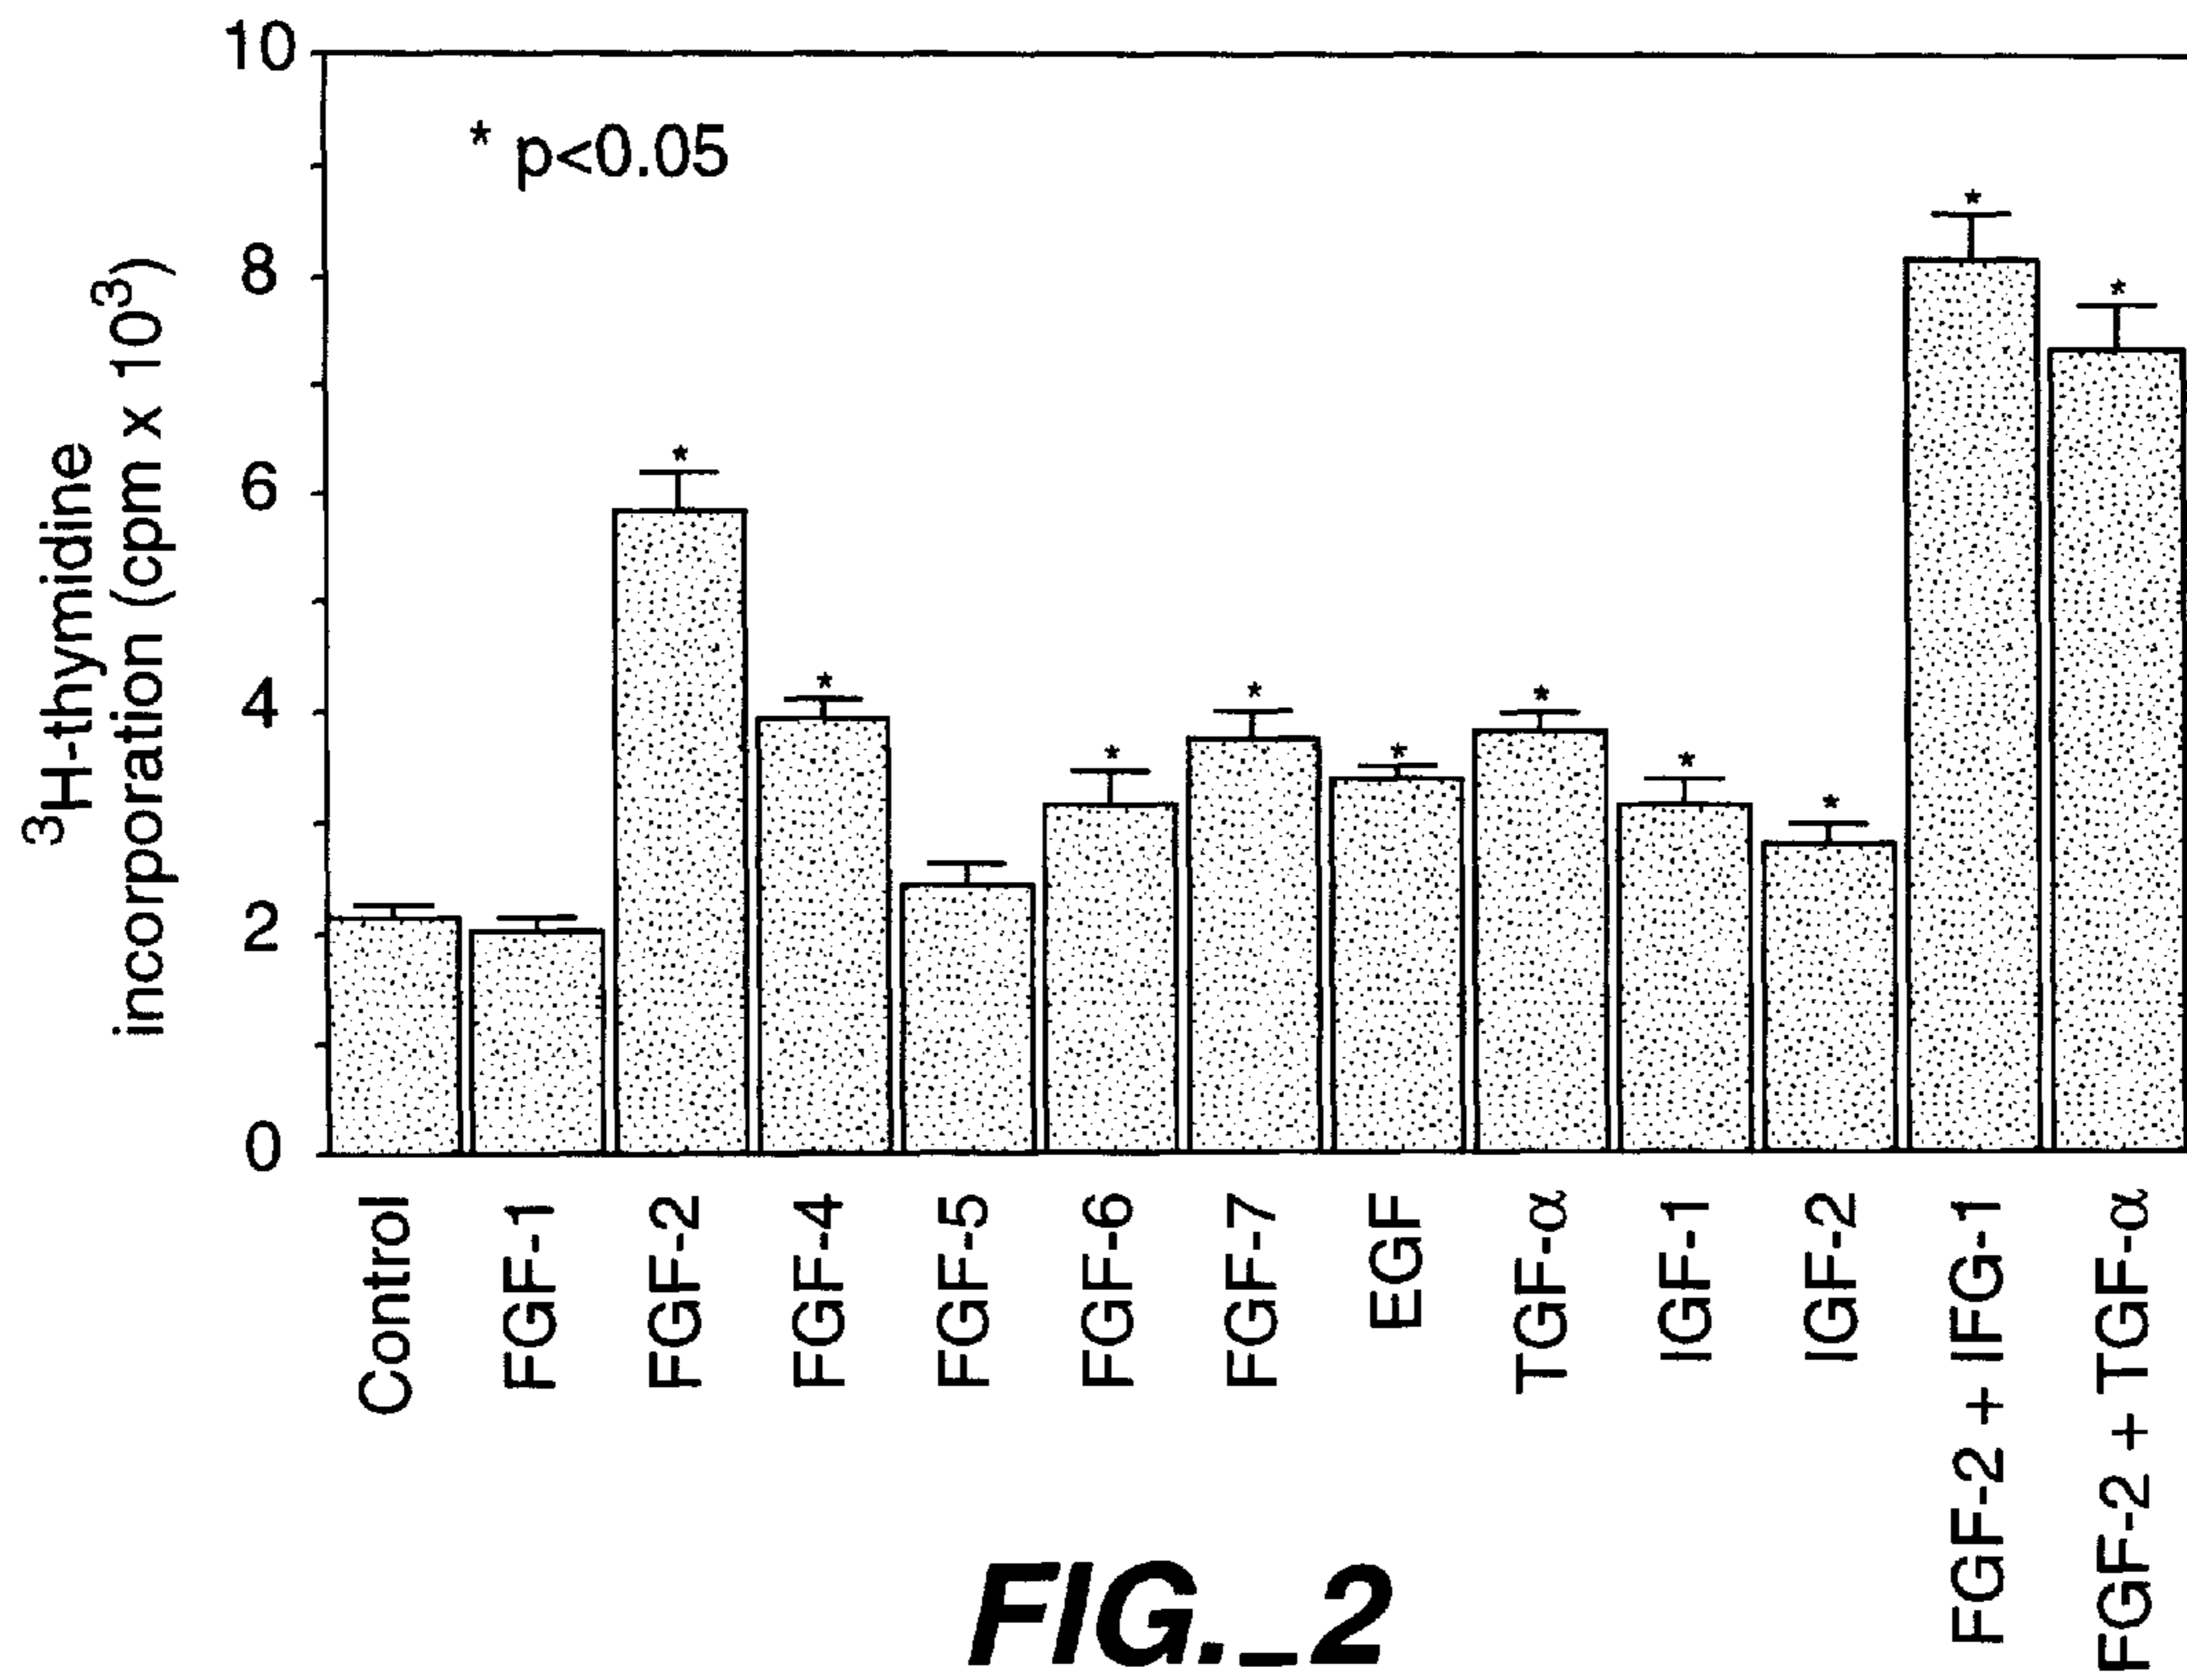 10
8
6
4
2
0
³H-thymidine
incorporation (cpm x 10³)
* p<0.05
*
*
*
*
*
*
*
*
*
*
Control
FGF-1
FGF-2
FGF-4
FGF-5
FGF-6
FGF-7
EGF
TGF-α
IGF-1
IGF-2
FGF-2 + IFG-1
FGF-2 + TGF-α
FIG._2